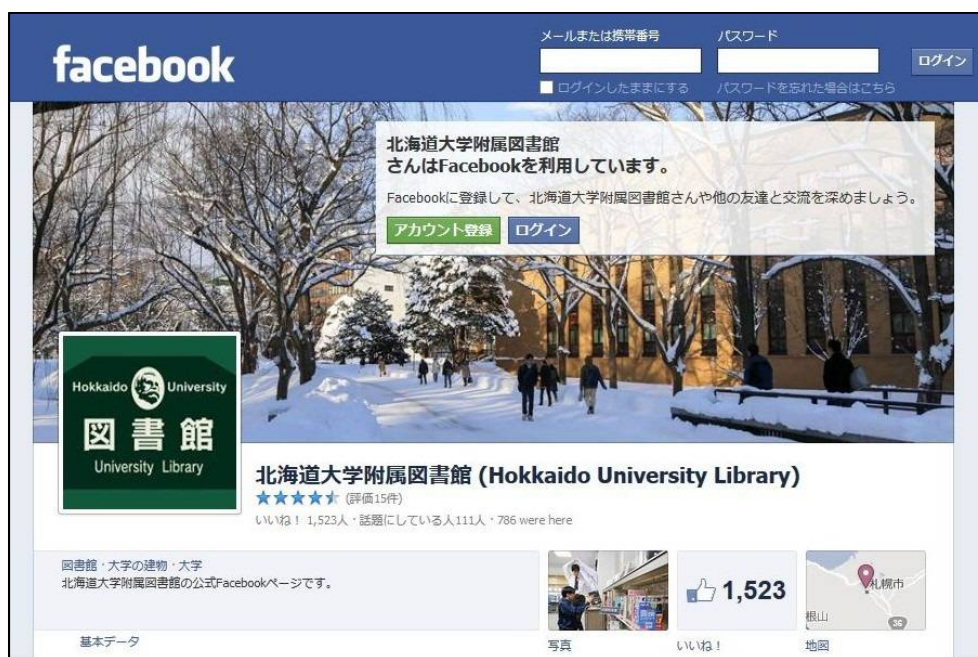 facebook
メールまたは携帯番号
パスワード
ログイン
ログインしたままにする
パスワードを忘れた場合はこちら
北海道大学附属図書館
さんはFacebookを利用しています。
Facebookに登録して、北海道大学附属図書館さんや他の友達と交流を深めましょう。
アカウント登録
ログイン
Hokkaido University
図書館
University Library
北海道大学附属図書館 (Hokkaido University Library)
(評価15件)
いいね! 1,523人・話題にしている人111人・786 were here
図書館・大学の建物・大学
北海道大学附属図書館の公式Facebookページです。
基本データ
1,523
札幌市
根山
36
写真
いいね!
地図